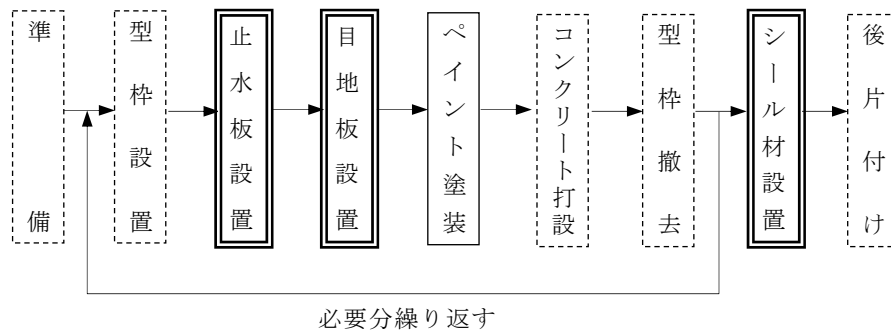 準備
型枠設置
止水板設置
目地板設置
ペイント塗装
コンクリート打設
型枠撤去
シール材設置
後片付け
必要分繰り返す